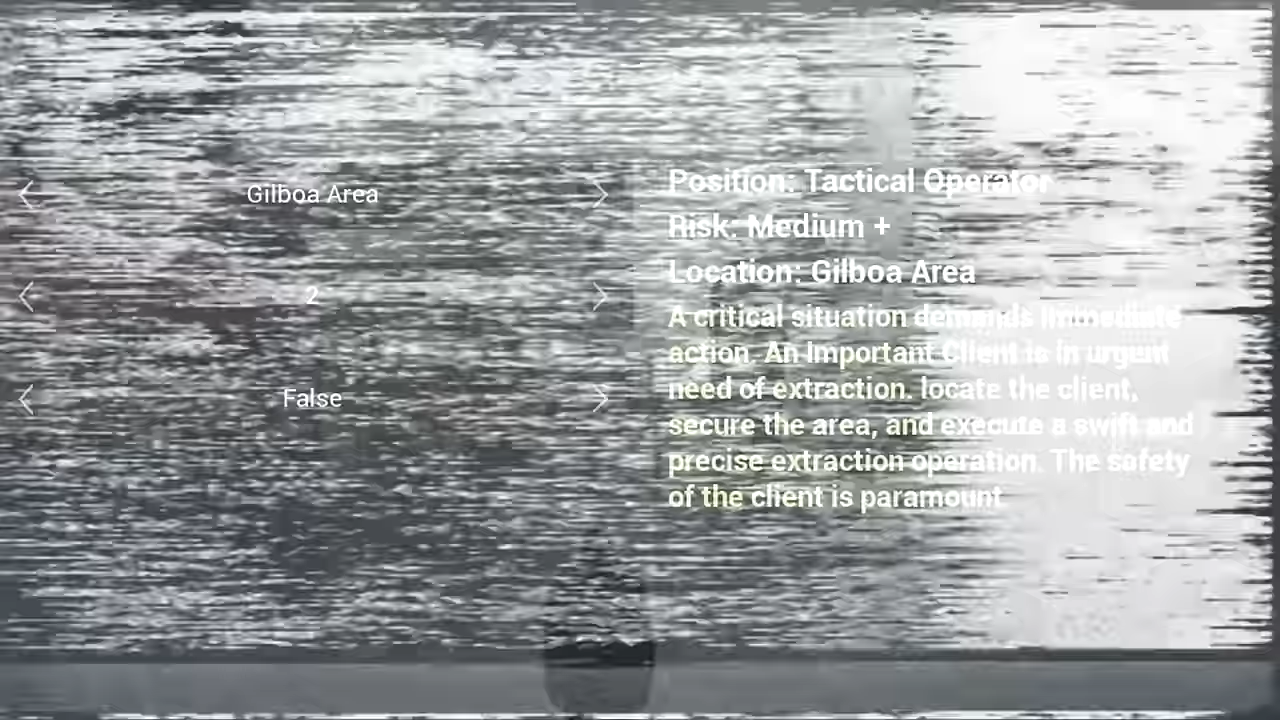 Gilboa Area
2
False
Position: Tactical Operator
Risk: Medium +
Location: Gilboa Area
A critical situation demands immediate
action. An Important Client is in urgent
need of extraction. locate the client,
secure the area, and execute a swift and
precise extraction operation. The safety
of the client is paramount